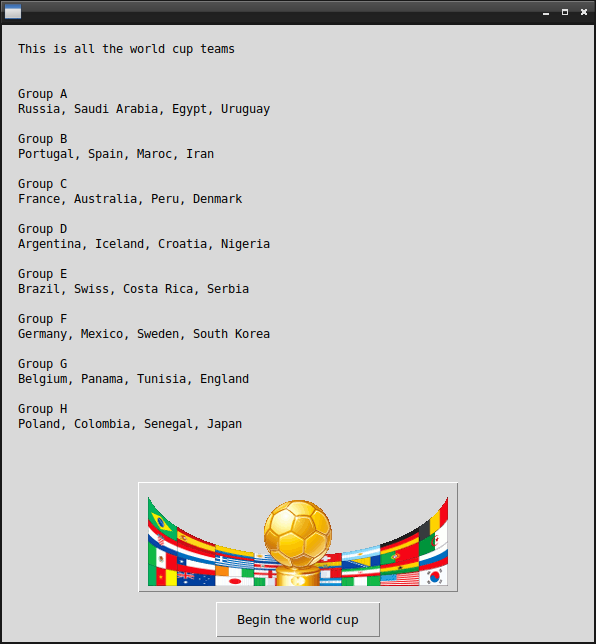 This is all the world cup teams
Group A
Russia, Saudi Arabia, Egypt, Uruguay
Group B
Portugal, Spain, Maroc, Iran
Group C
France, Australia, Peru, Denmark
Group D
Argentina, Iceland, Croatia, Nigeria
Group E
Brazil, Swiss, Costa Rica, Serbia
Group F
Germany, Mexico, Sweden, South Korea
Group G
Belgium, Panama, Tunisia, England
Group H
Poland, Colombia, Senegal, Japan
Begin the world cup